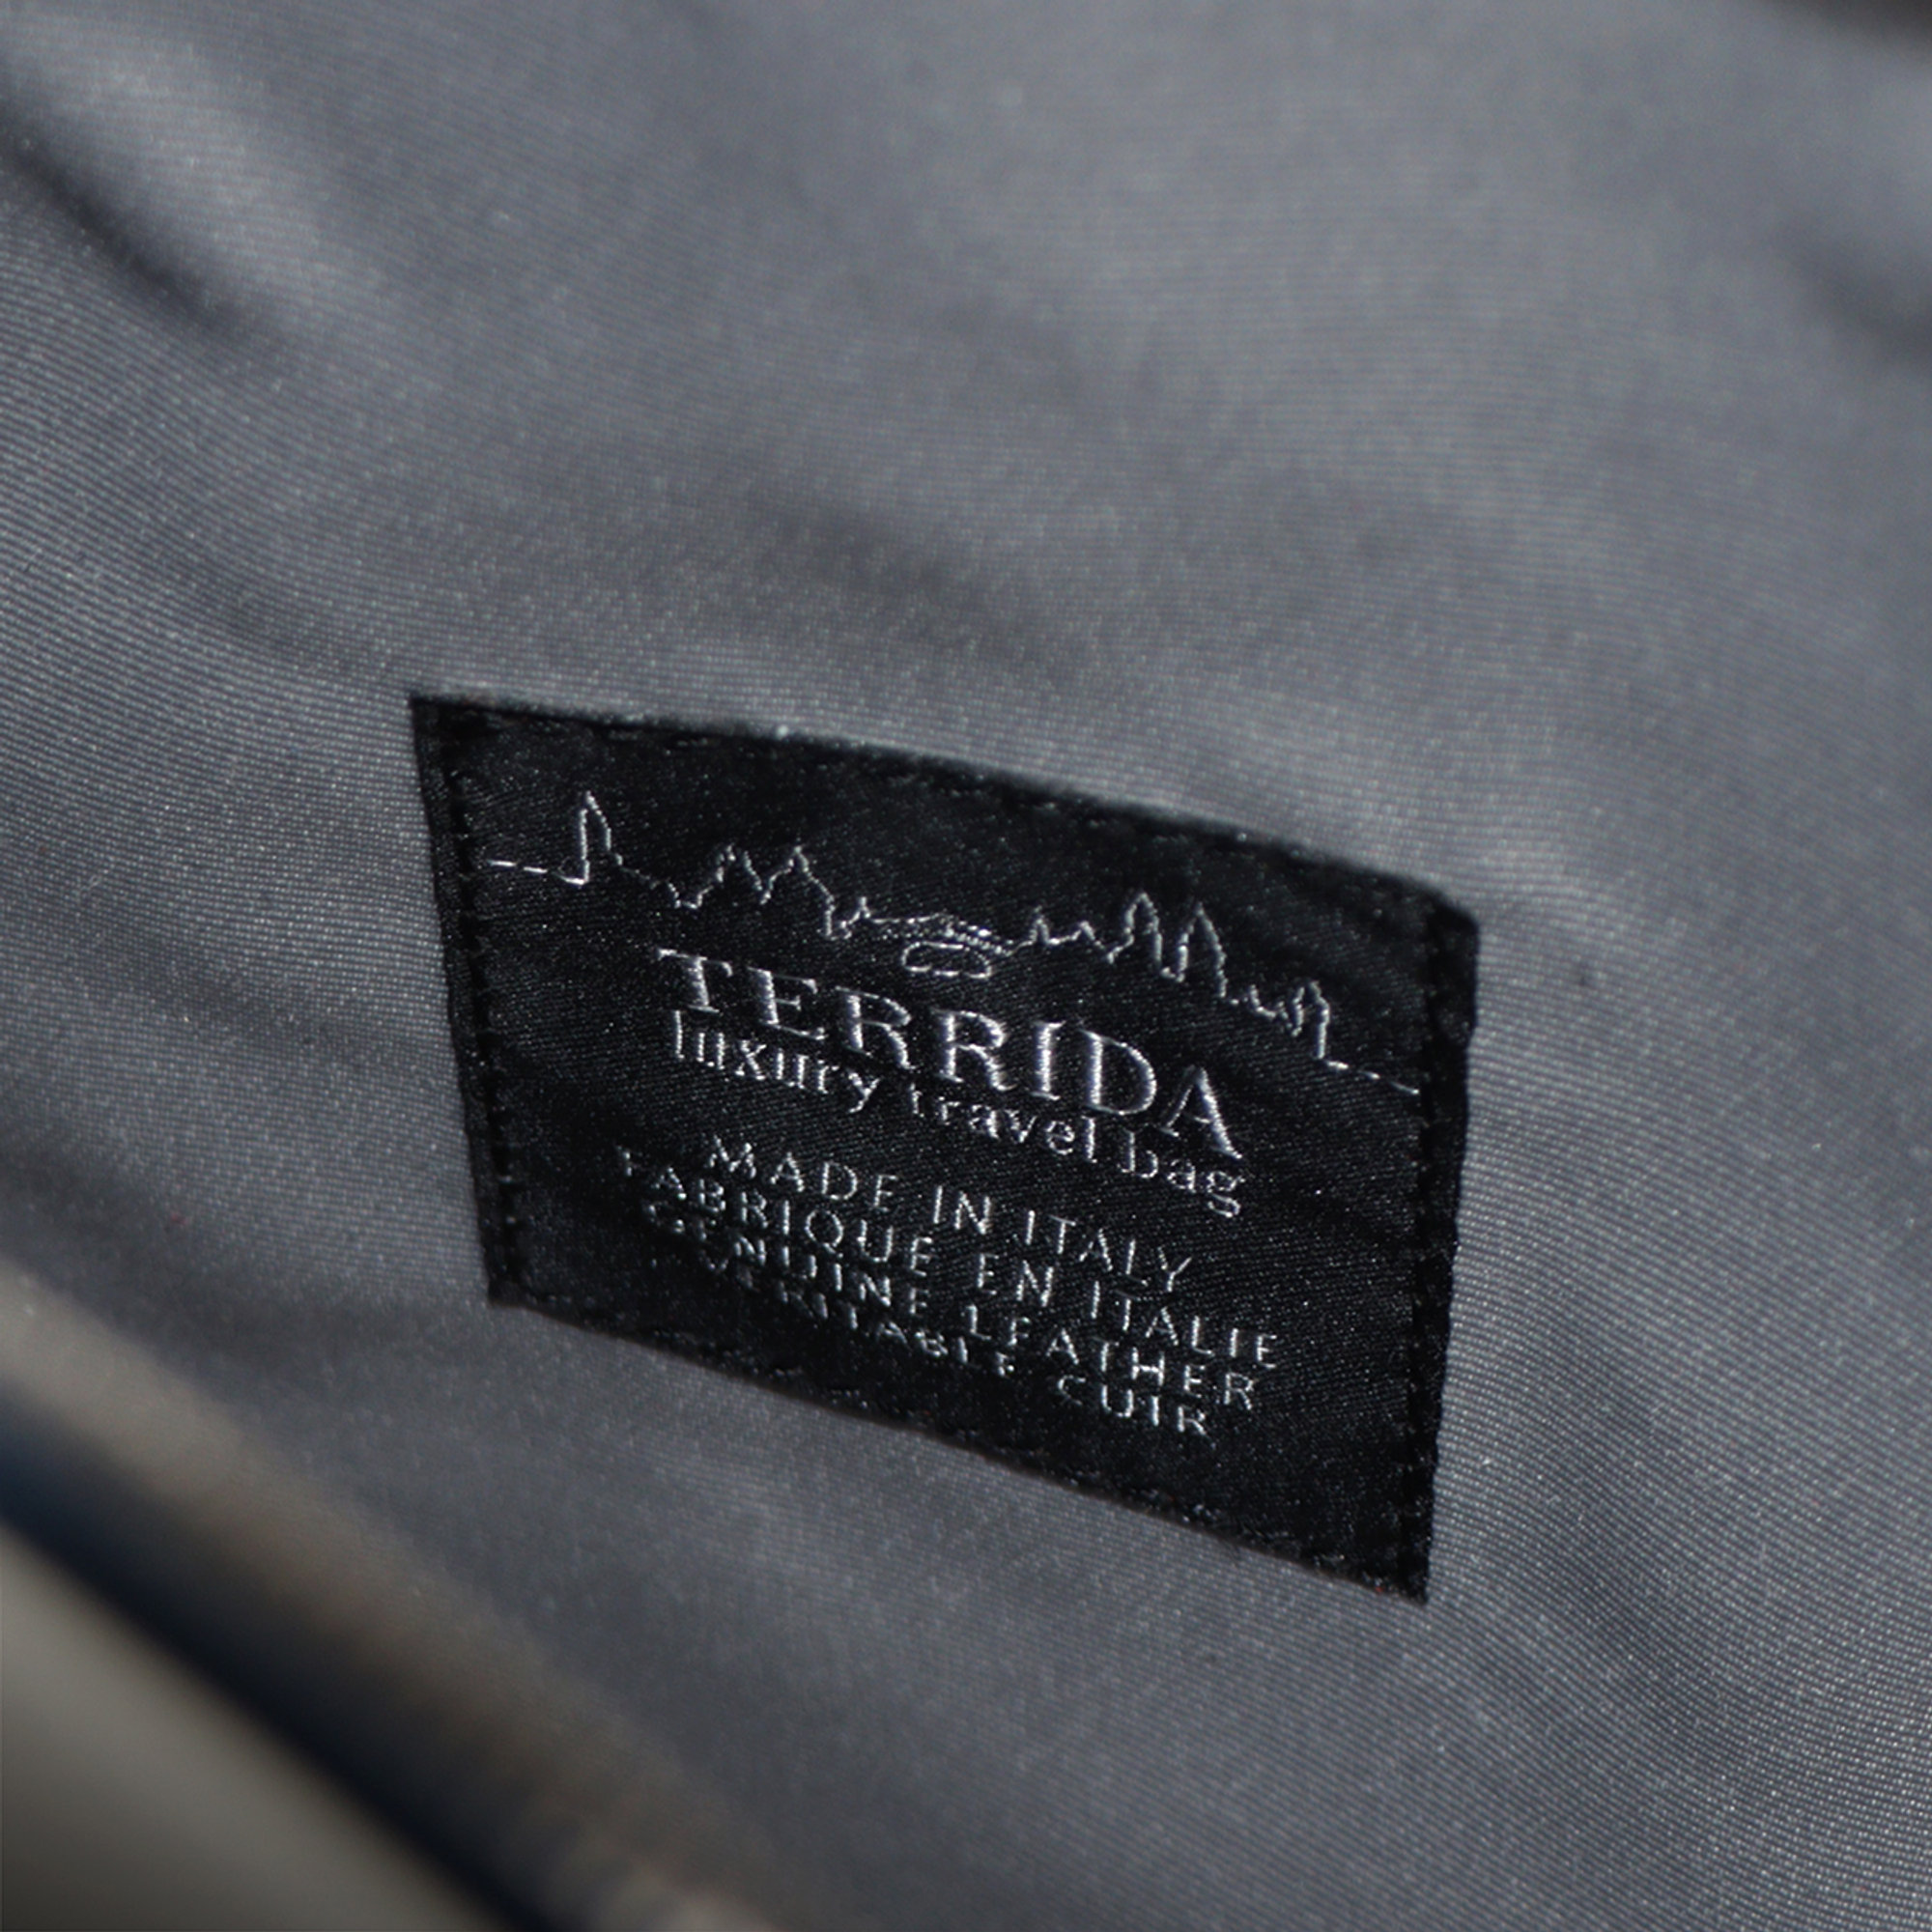 TERRIDA
luxury travel bag
MADE IN ITALY
FABRIQUE EN ITALIE
GENUINE LEATHER
VERITABLE CUIR